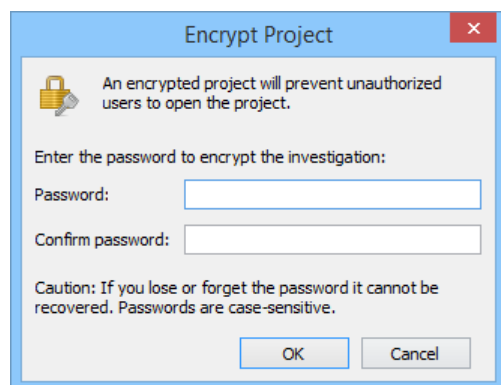 Encrypt Project
An encrypted project will prevent unauthorized
users to open the project.
Enter the password to encrypt the investigation:
Password:
Confirm password:
Caution: If you lose or forget the password it cannot be
recovered. Passwords are case-sensitive.
OK
Cancel